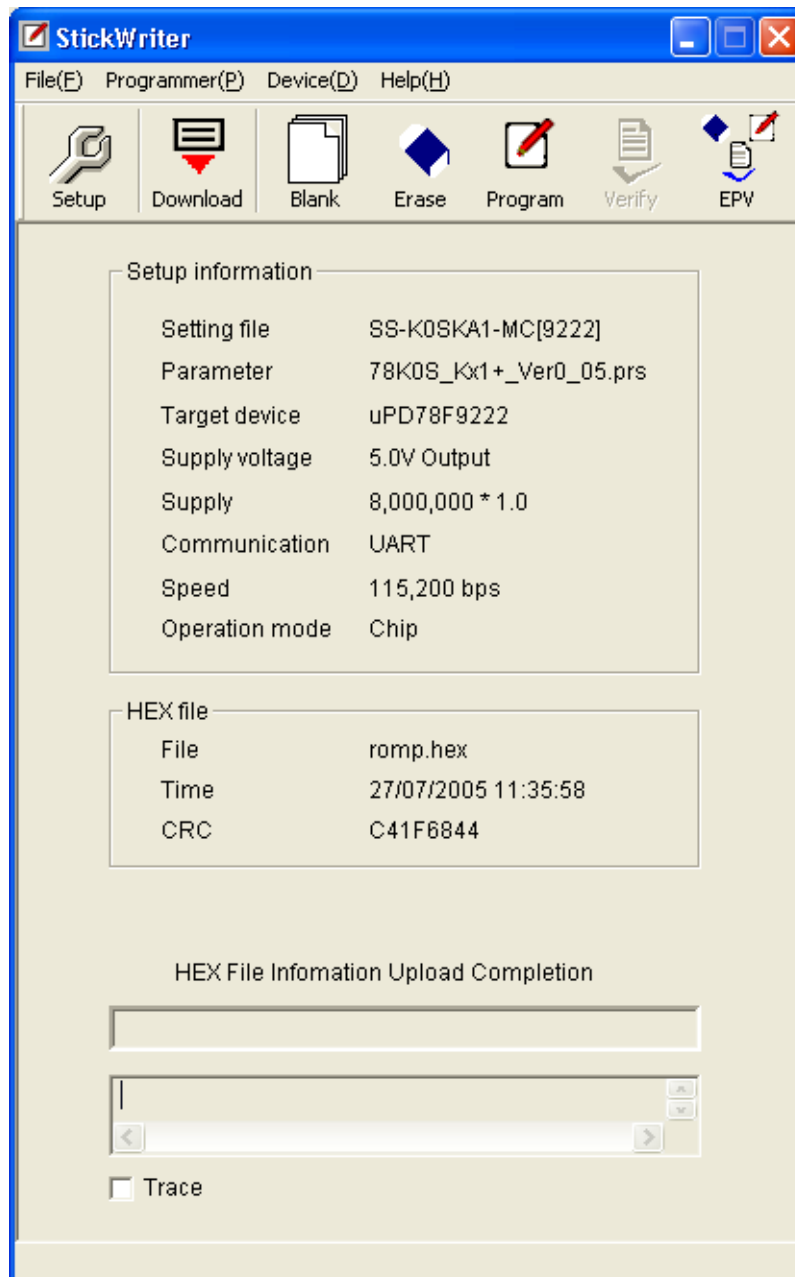 StickWriter
File(F) Programmer(P) Device(D) Help(H)
Setup Download Blank Erase Program Verify EPV
Setup information
Setting file SS-K0SKA1-MC[9222]
Parameter 78K0S_Kx1+_Ver0_05.prs
Target device uPD78F9222
Supply voltage 5.0V Output
Supply 8,000,000 * 1.0
Communication UART
Speed 115,200 bps
Operation mode Chip
HEX file
File romp.hex
Time 27/07/2005 11:35:58
CRC C41F6844
HEX File Infomation Upload Completion
Trace